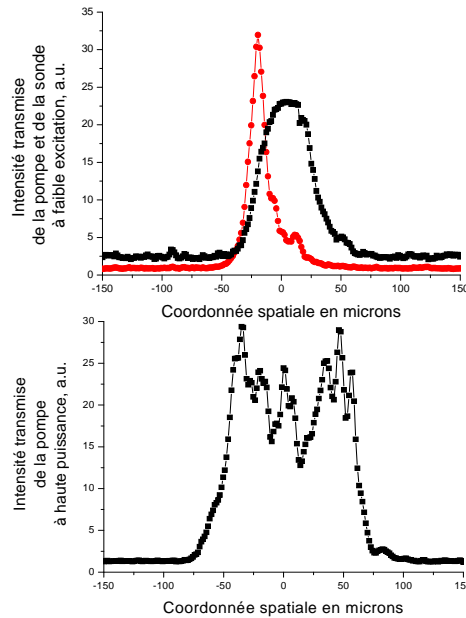 Intensité transmise
de la pompe et de la sonde
à faible excitation, a.u.
35
30
25
20
15
10
5
0
-150 -100 -50 0 50 100 150
Coordonnée spatiale en microns
Intensité transmise
de la pompe
à haute puissance, a.u.
30
25
20
15
10
5
0
-150 -100 -50 0 50 100 150
Coordonnée spatiale en microns